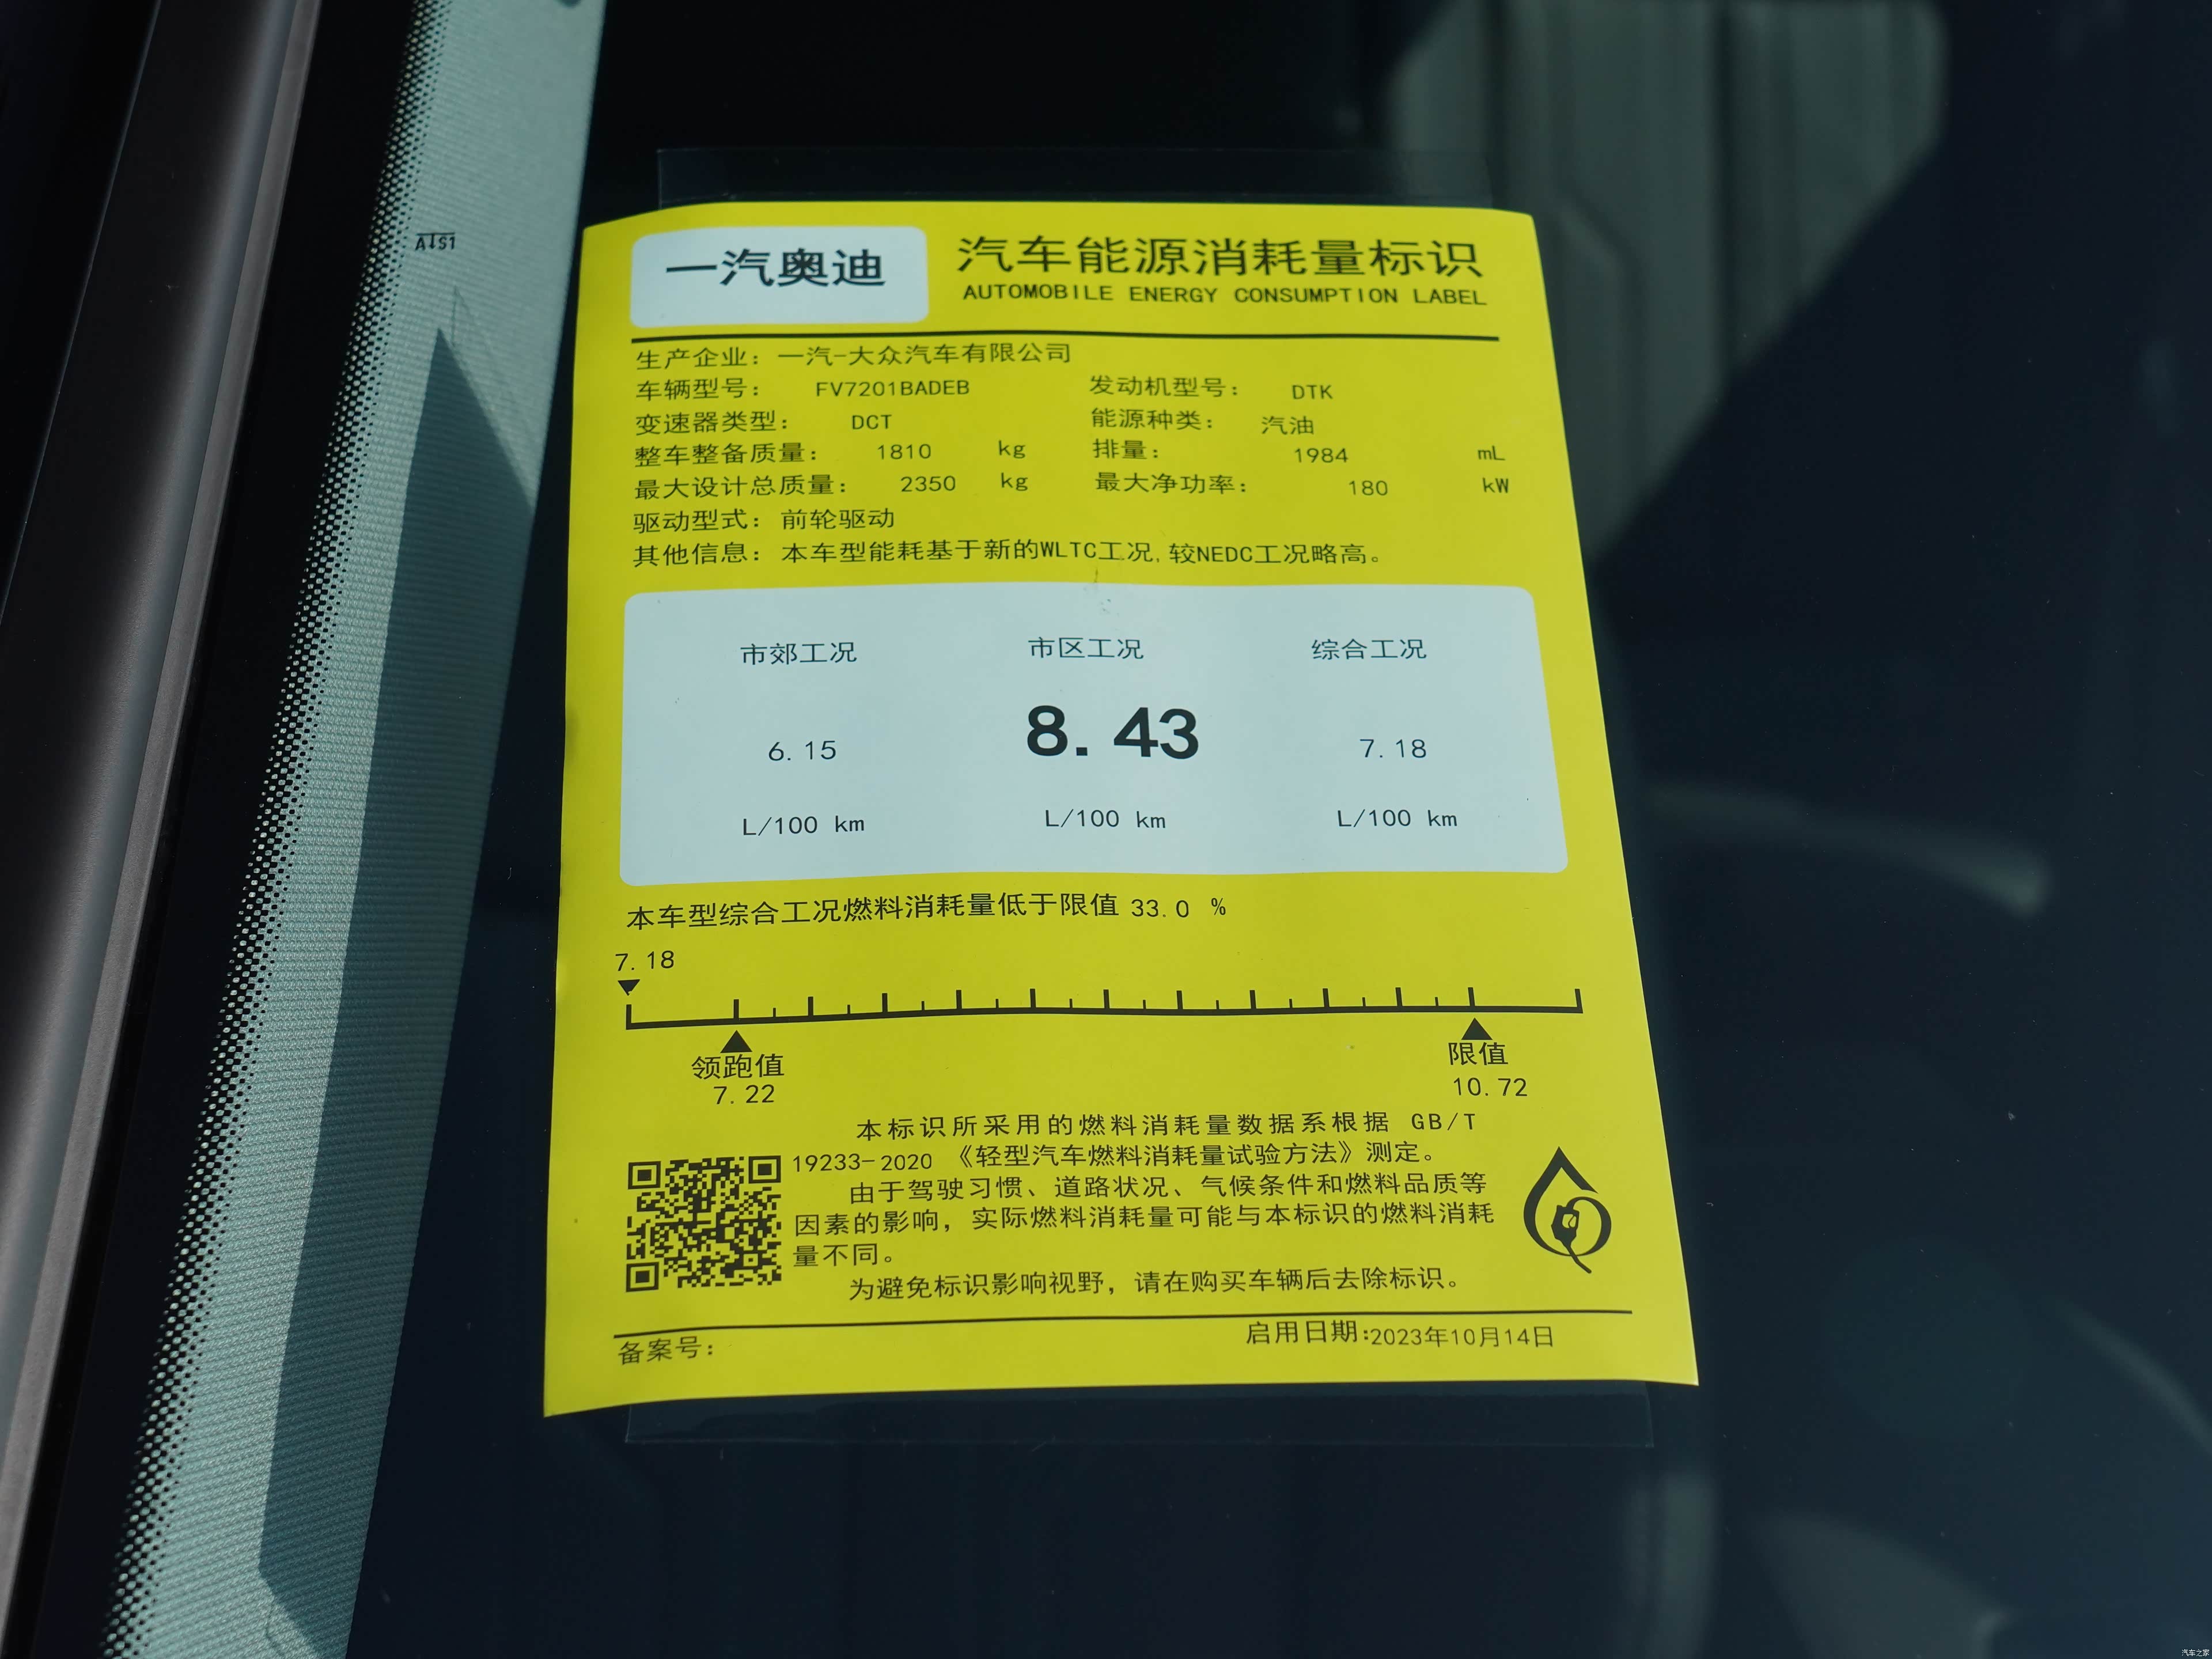 A↓S1
一汽奥迪
汽车能源消耗量标识
AUTOMOBILE ENERGY CONSUMPTION LABEL
生产企业：一汽-大众汽车有限公司
车辆型号： FV7201BADEB 发动机型号： DTK
变速器类型： DCT 能源种类： 汽油
整车整备质量： 1810 kg 排量： 1984 mL
最大设计总质量： 2350 kg 最大净功率： 180 kW
驱动型式：前轮驱动
其他信息：本车型能耗基于新的WLTC工况,较NEDC工况略高。
市郊工况 市区工况 综合工况
6.15 8.43 7.18
L/100 km L/100 km L/100 km
本车型综合工况燃料消耗量低于限值 33.0 %
7.18
领跑值 限值
7.22 10.72
本标识所采用的燃料消耗量数据系根据 GB/T
19233-2020 《轻型汽车燃料消耗量试验方法》测定。
由于驾驶习惯、道路状况、气候条件和燃料品质等
因素的影响，实际燃料消耗量可能与本标识的燃料消耗
量不同。
为避免标识影响视野，请在购买车辆后去除标识。
备案号： 启用日期:2023年10月14日
汽车之家